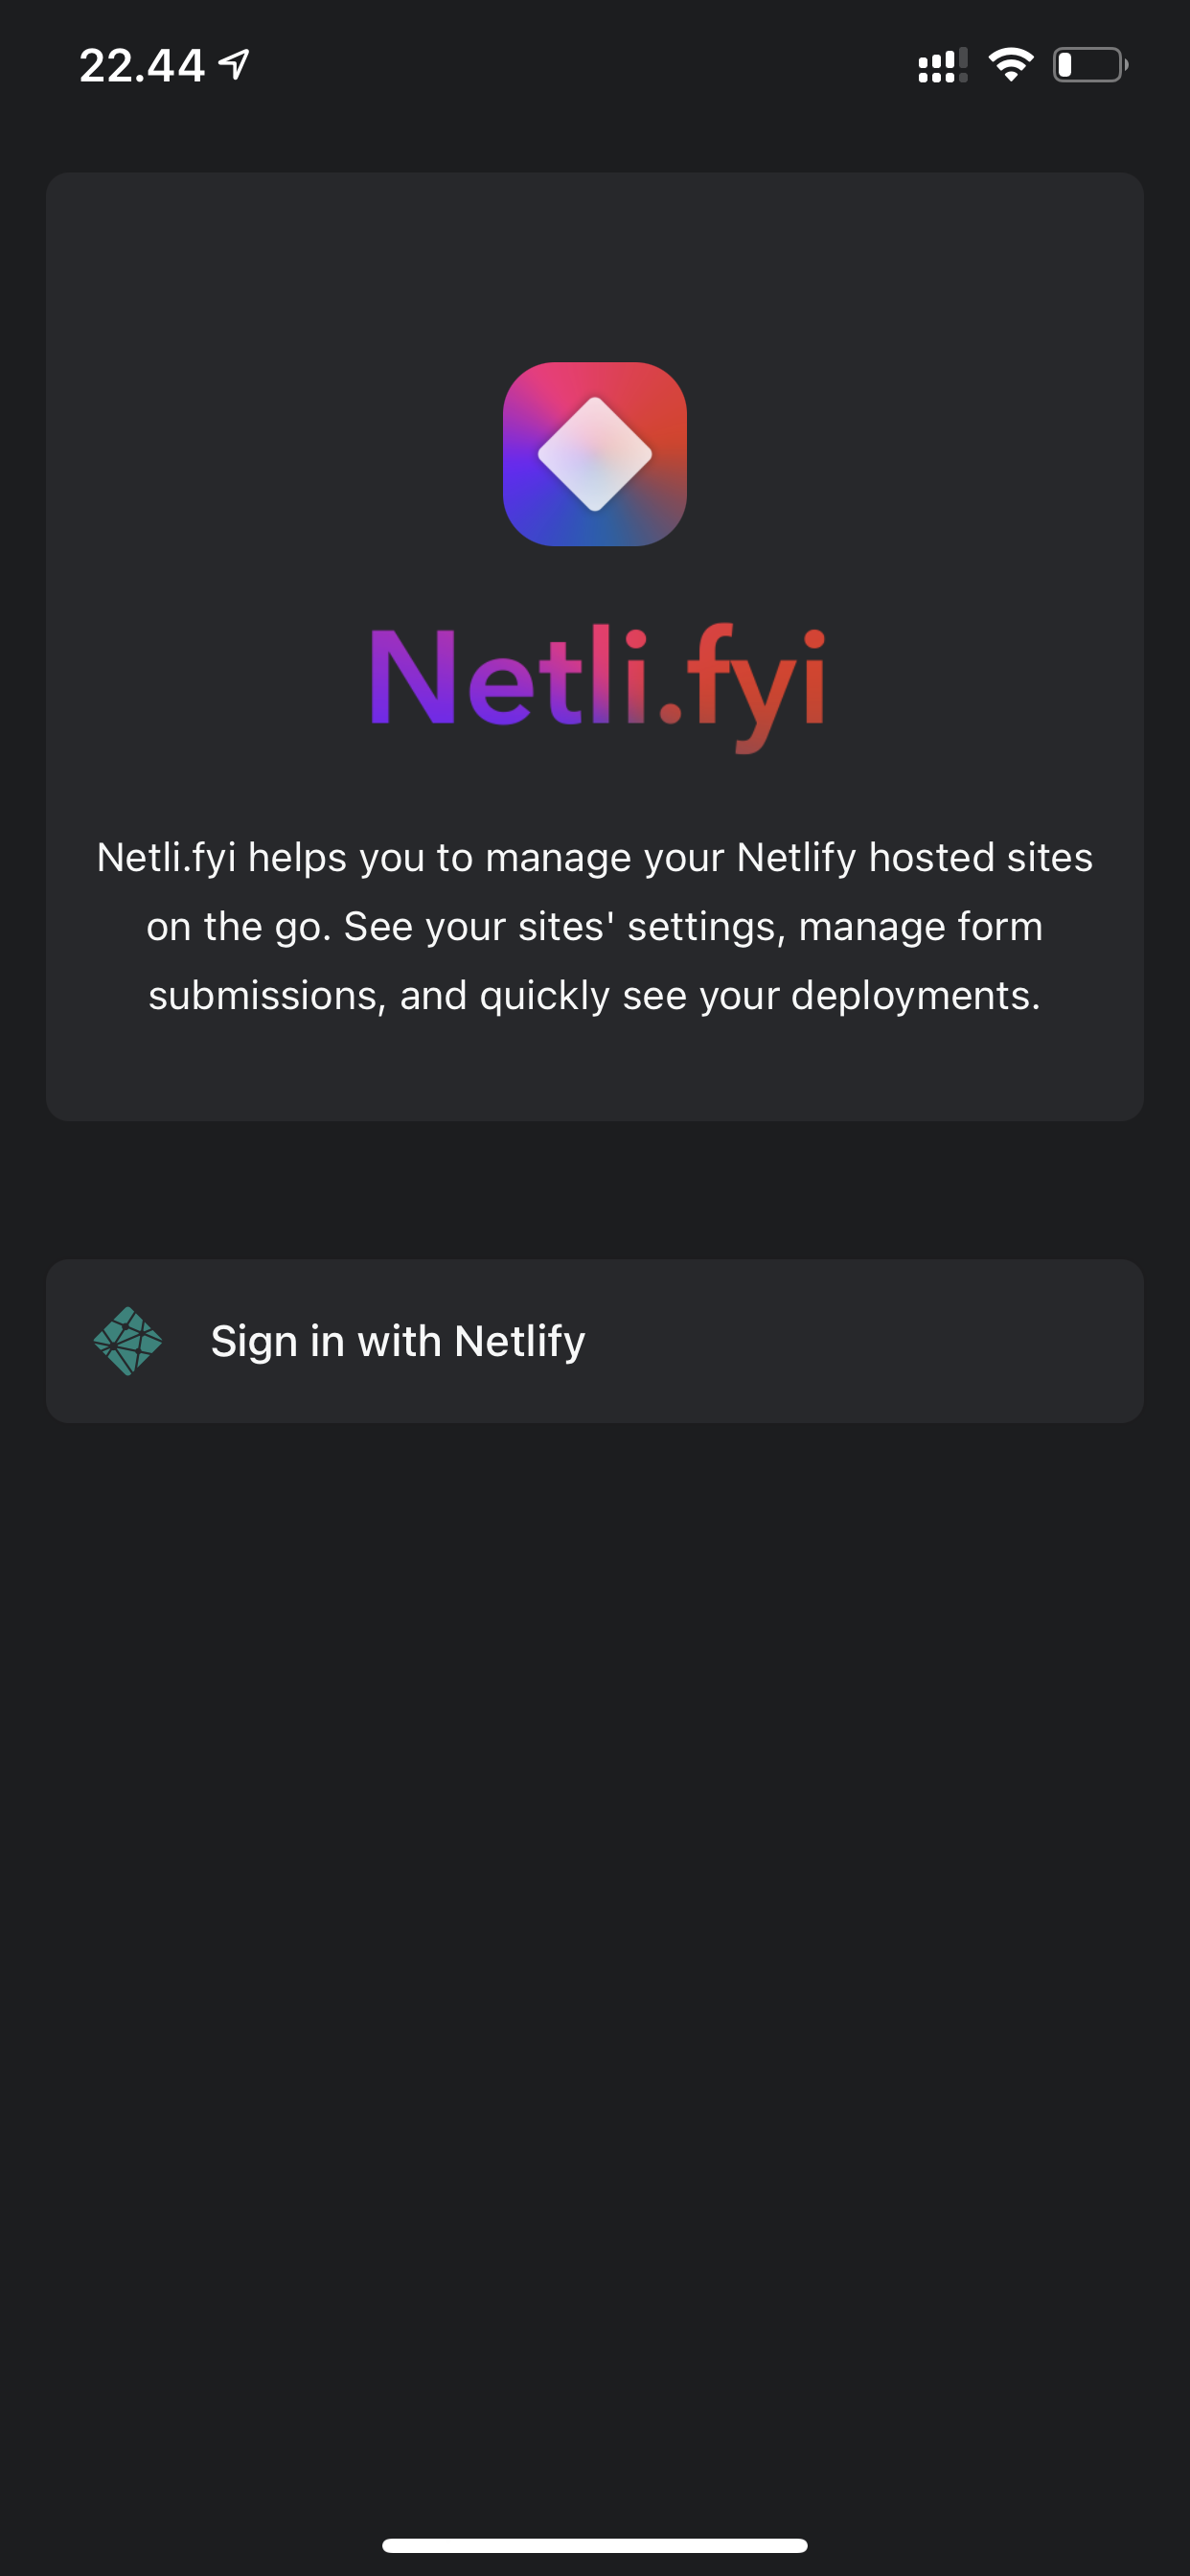 22.44
Netli.fyi
Netli.fyi helps you to manage your Netlify hosted sites
on the go. See your sites' settings, manage form
submissions, and quickly see your deployments.
Sign in with Netlify